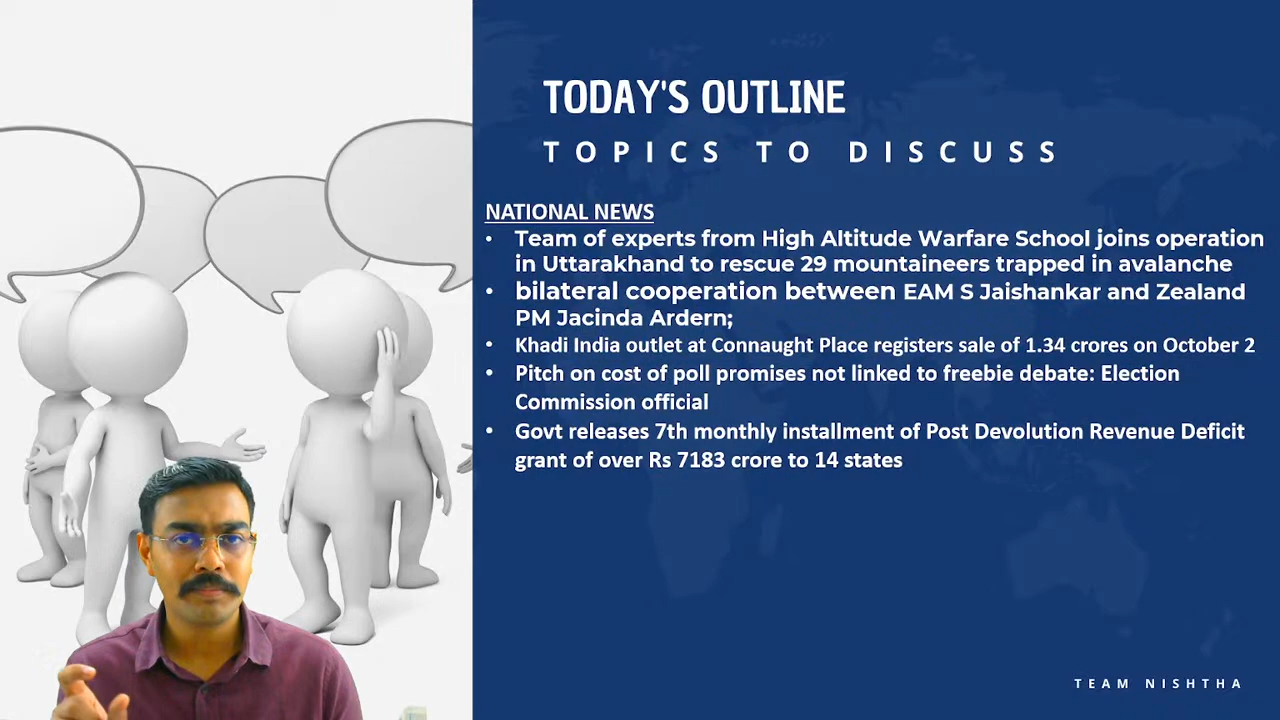 TODAY'S OUTLINE
TOPICS TO DISCUSS
NATIONAL NEWS
• Team of experts from High Altitude Warfare School joins operation
in Uttarakhand to rescue 29 mountaineers trapped in avalanche
• bilateral cooperation between EAM S Jaishankar and Zealand
PM Jacinda Ardern;
• Khadi India outlet at Connaught Place registers sale of 1.34 crores on October 2
• Pitch on cost of poll promises not linked to freebie debate: Election
Commission official
• Govt releases 7th monthly installment of Post Devolution Revenue Deficit
grant of over Rs 7183 crore to 14 states
TEAM NISHTHA